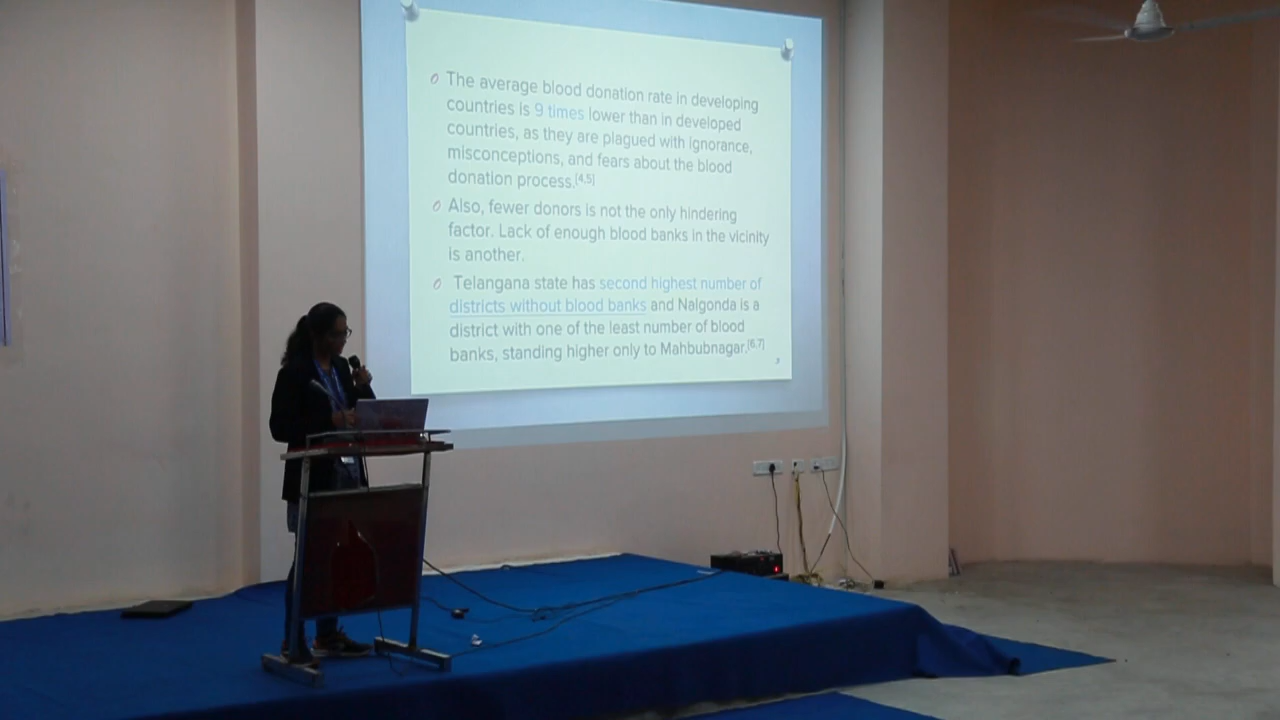 The average blood donation rate in developing
countries is 9 times lower than in developed
countries, as they are plagued with ignorance,
misconceptions, and fears about the blood
donation process.[4,5]
Also, fewer donors is not the only hindering
factor. Lack of enough blood banks in the vicinity
is another.
Telangana state has second highest number of
districts without blood banks and Nalgonda is a
district with one of the least number of blood
banks, standing higher only to Mahbubnagar.[6,7]